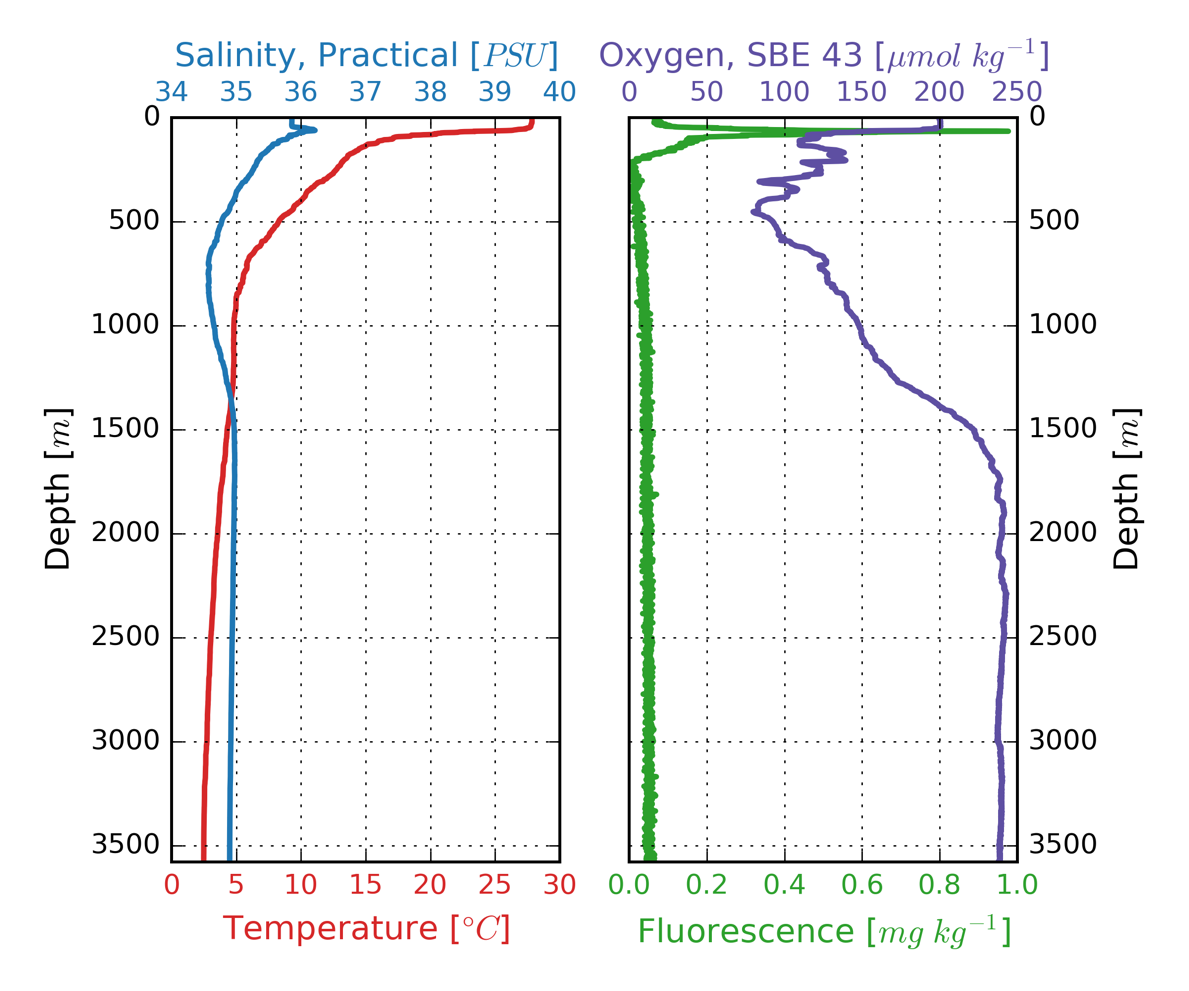 Salinity, Practical [PSU]
34 35 36 37 38 39 40
Oxygen, SBE 43 [μmol kg⁻¹]
0 50 100 150 200 250
0
500
1000
1500
2000
2500
3000
3500
Depth [m]
0
500
1000
1500
2000
2500
3000
3500
Depth [m]
0 5 10 15 20 25 30
Temperature [°C]
0.0 0.2 0.4 0.6 0.8 1.0
Fluorescence [mg kg⁻¹]